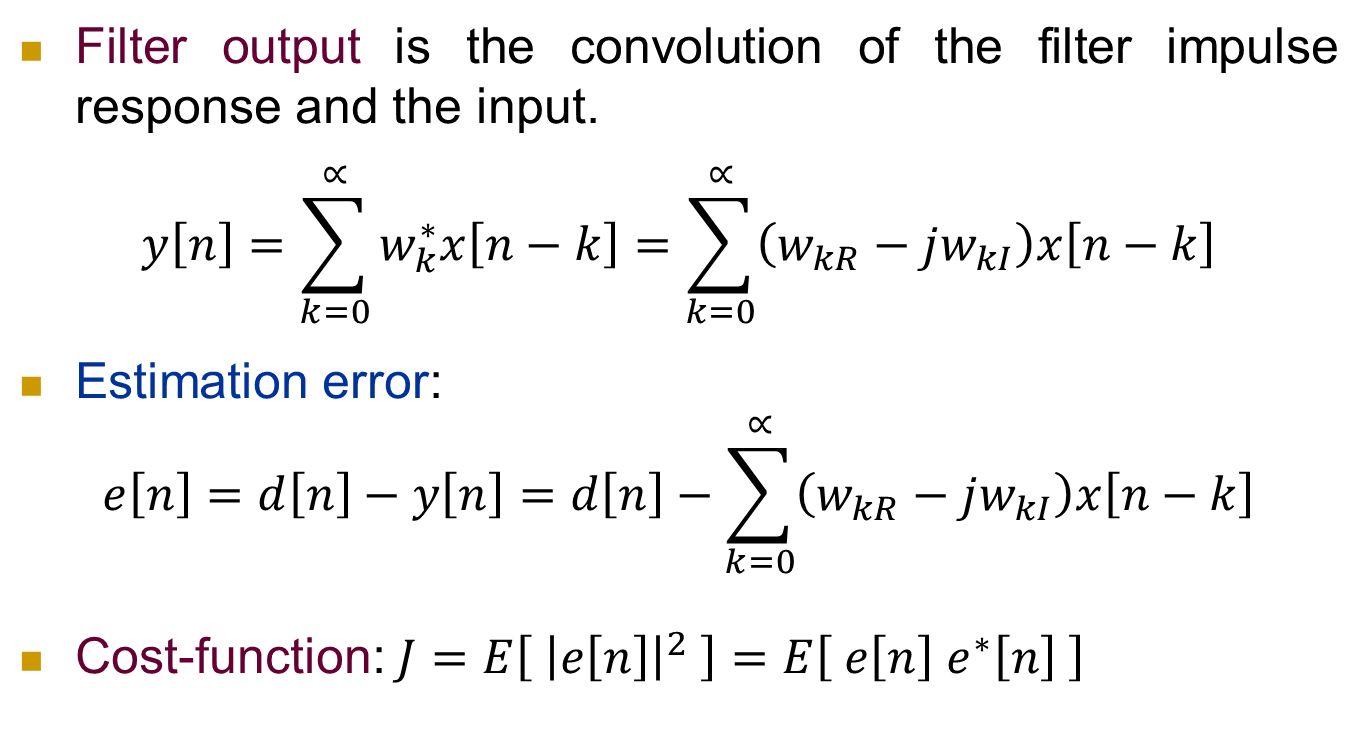 ■ Filter output is the convolution of the filter impulse
response and the input.
y[n] = ∑_{k=0}^{∝} w_k^* x[n − k] = ∑_{k=0}^{∝} (w_{kR} − jw_{kI})x[n − k]
■ Estimation error:
e[n] = d[n] − y[n] = d[n] − ∑_{k=0}^{∝} (w_{kR} − jw_{kI})x[n − k]
■ Cost-function: J = E[ |e[n]|² ] = E[ e[n] e*[n] ]